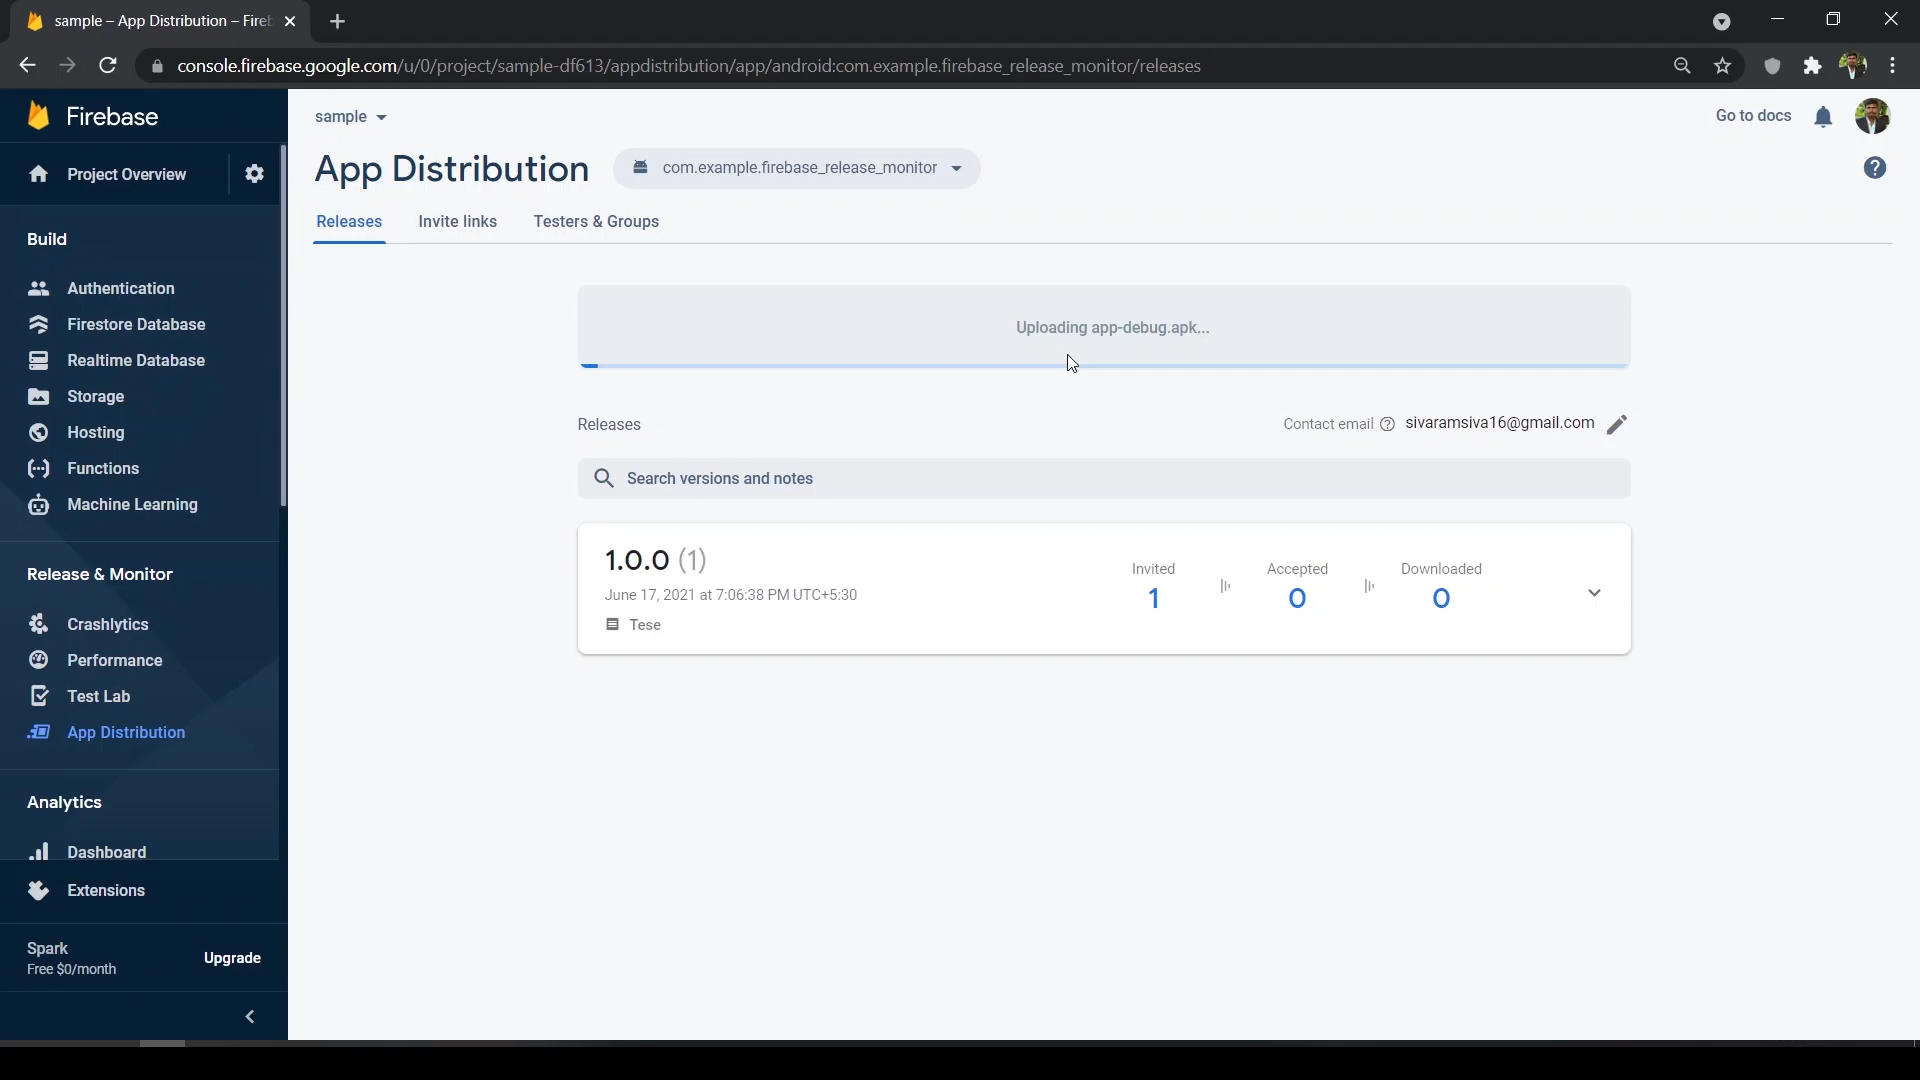 sample – App Distribution – Fireb
console.firebase.google.com/u/0/project/sample-df613/appdistribution/app/android:com.example.firebase_release_monitor/releases
Firebase
sample
Go to docs
Project Overview
App Distribution
com.example.firebase_release_monitor
?
Releases
Invite links
Testers & Groups
Build
Authentication
Firestore Database
Realtime Database
Storage
Hosting
Functions
Machine Learning
Uploading app-debug.apk...
Releases
Contact email ? sivaramsiva16@gmail.com
Search versions and notes
1.0.0 (1)
June 17, 2021 at 7:06:38 PM UTC+5:30
Tese
Invited
1
Accepted
0
Downloaded
0
Release & Monitor
Crashlytics
Performance
Test Lab
App Distribution
Analytics
Dashboard
Extensions
Spark
Free $0/month
Upgrade